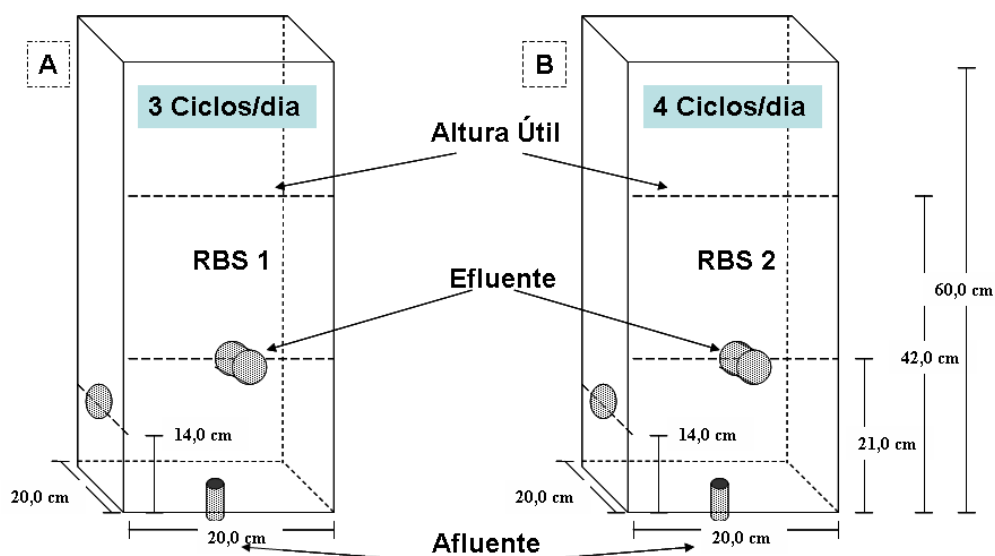 A
3 Ciclos/dia
B
4 Ciclos/dia
Altura Útil
RBS 1
RBS 2
Efluente
60,0 cm
42,0 cm
14,0 cm
14,0 cm
21,0 cm
20,0 cm
20,0 cm
20,0 cm
20,0 cm
Afluente